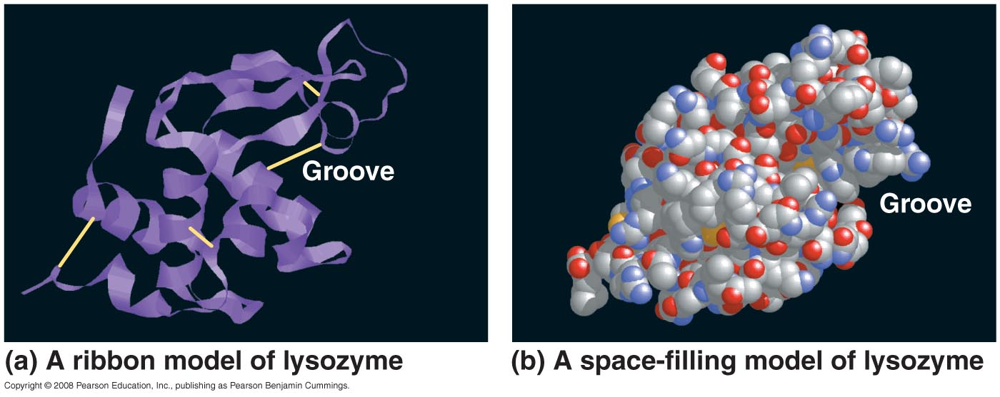 Groove
Groove
(a) A ribbon model of lysozyme
(b) A space-filling model of lysozyme
Copyright © 2008 Pearson Education, Inc., publishing as Pearson Benjamin Cummings.